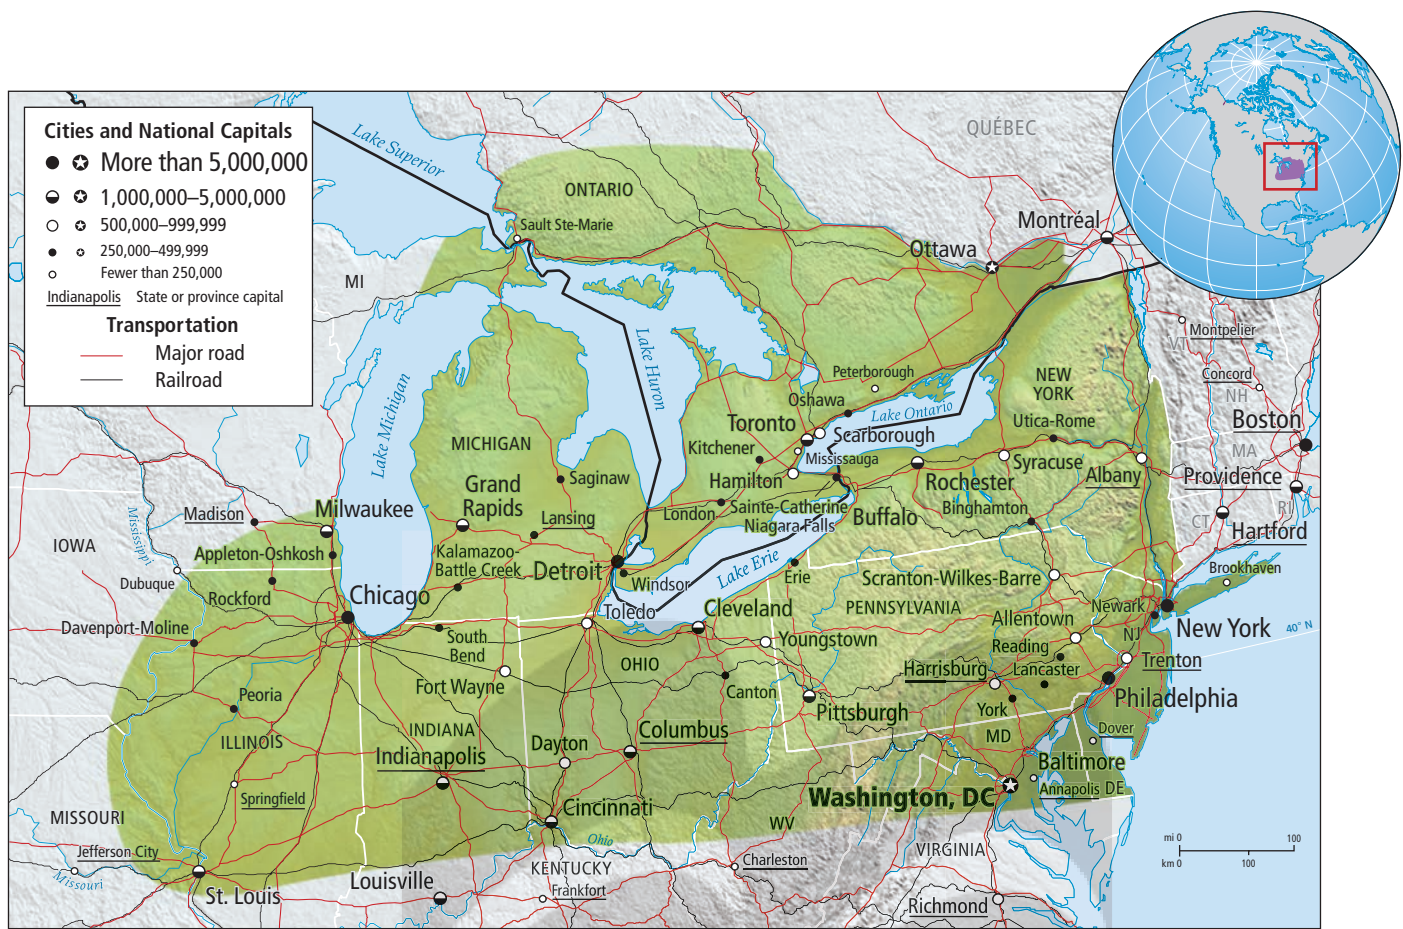 Cities and National Capitals
More than 5,000,000
1,000,000–5,000,000
500,000–999,999
250,000–499,999
Fewer than 250,000
Indianapolis State or province capital
Transportation
Major road
Railroad
Lake Superior
QUÉBEC
ONTARIO
Sault Ste-Marie
Montréal
Ottawa
MI
Montpelier
VT
Lake Huron
Lake Michigan
Peterborough
NEW
YORK
Concord
NH
Oshawa
Lake Ontario
Toronto
Scarborough
Utica-Rome
Boston
MICHIGAN
Kitchener
Mississauga
MA
Syracuse
Albany
Providence
Grand
Rapids
Saginaw
Hamilton
Rochester
Milwaukee
Madison
Lansing
London
Sainte-Catherine
Niagara Falls
Buffalo
Binghamton
CT
RI
Hartford
Mississippi
IOWA
Appleton-Oshkosh
Kalamazoo-
Battle Creek
Detroit
Windsor
Lake Erie
Erie
Scranton-Wilkes-Barre
Brookhaven
Dubuque
Rockford
Chicago
Toledo
Cleveland
PENNSYLVANIA
Newark
Allentown
New York
40° N
Davenport-Moline
South
Bend
Youngstown
NJ
Reading
OHIO
Harrisburg
Lancaster
Trenton
Fort Wayne
Canton
Peoria
Philadelphia
York
Pittsburgh
INDIANA
Columbus
Dover
MD
ILLINOIS
Dayton
Indianapolis
Baltimore
Springfield
Annapolis DE
Washington, DC
Cincinnati
MISSOURI
WV
Ohio
mi 0 100
km 0 100
Jefferson City
VIRGINIA
Charleston
KENTUCKY
Missouri
Louisville
Frankfort
St. Louis
Richmond